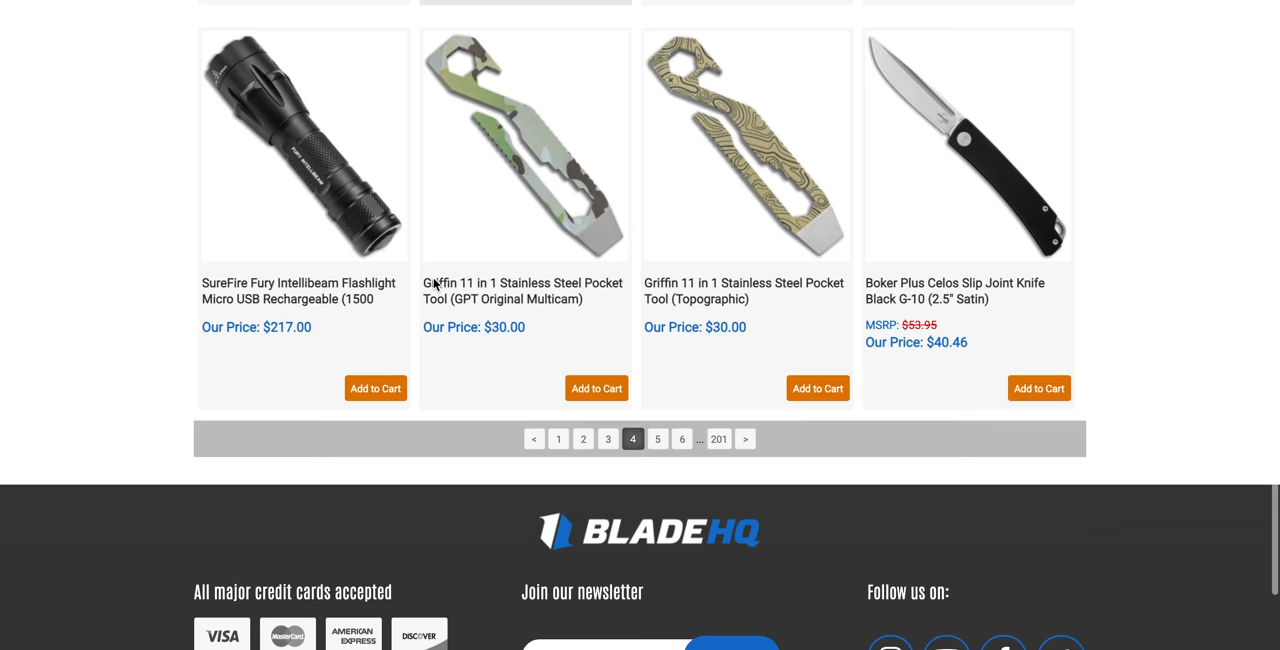 FURY INTELLIBEAM
SureFire Fury Intellibeam Flashlight
Micro USB Rechargeable (1500
Our Price: $217.00
Add to Cart
Griffin 11 in 1 Stainless Steel Pocket
Tool (GPT Original Multicam)
Our Price: $30.00
Add to Cart
Griffin 11 in 1 Stainless Steel Pocket
Tool (Topographic)
Our Price: $30.00
Add to Cart
Boker Plus Celos Slip Joint Knife
Black G-10 (2.5" Satin)
MSRP: $53.95
Our Price: $40.46
Add to Cart
< 1 2 3 4 5 6 ... 201 >
BLADEHQ
All major credit cards accepted
VISA MasterCard AMERICAN EXPRESS DISCOVER
Join our newsletter
Follow us on: